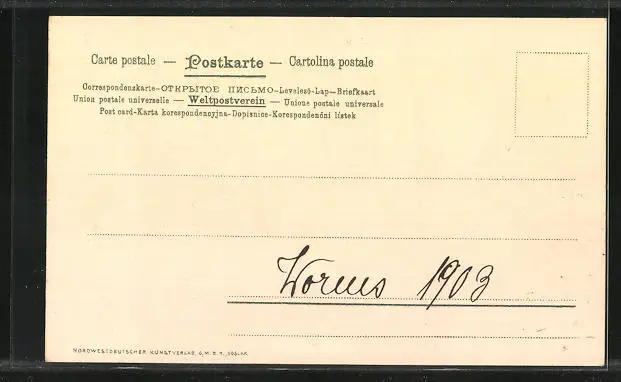 Carte postale — Postkarte — Cartolina postale
Correspondenzkarte-ОТКРЫТОЕ ПИСЬМО-Levelező-Lap-Briefkaart
Union postale universelle — Weltpostverein — Unione postale universale
Post card-Karta korespondencyjna-Dopisnice-Korespondenční lístek
Worms 1903
NORDWESTDEUTSCHER KUNSTVERLAG, G.M.B.H., GOSLAR.